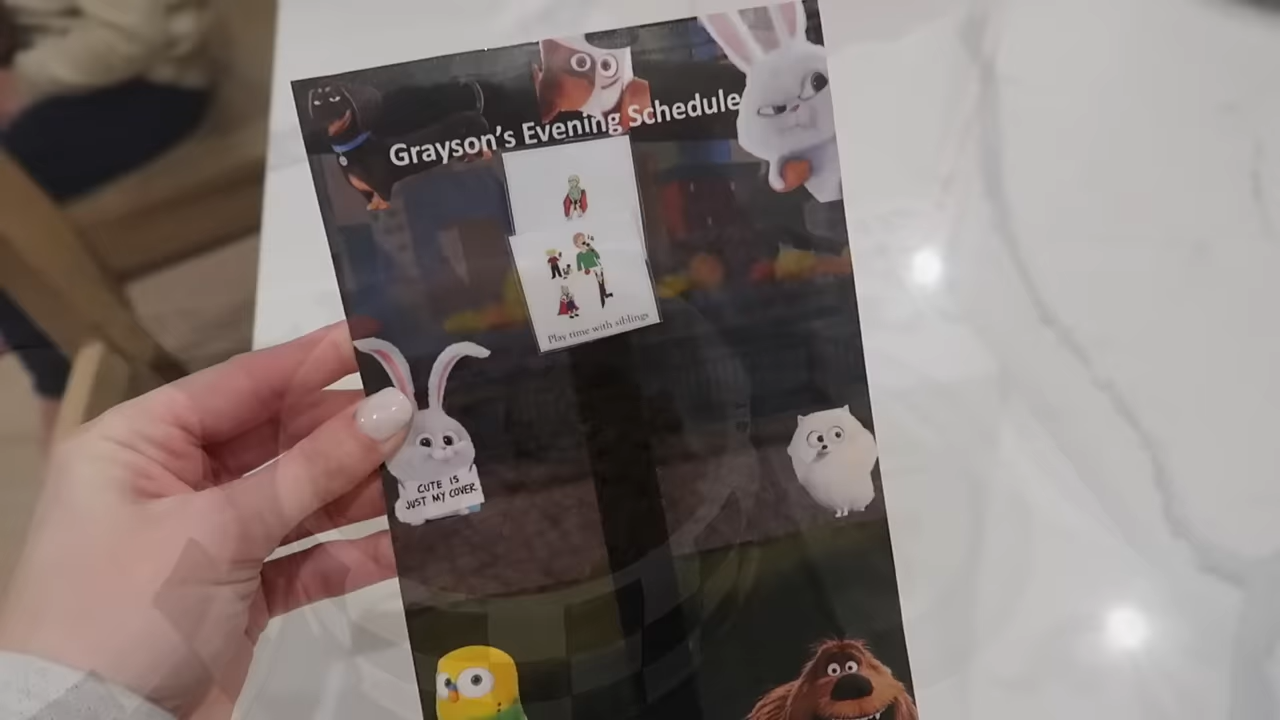 Grayson's Evening Schedule
Play time with siblings
CUTE IS
JUST MY COVER